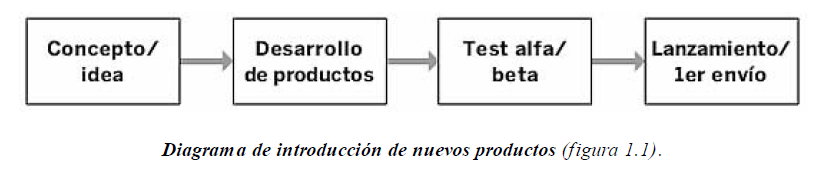 Concepto/
idea
Desarrollo
de productos
Test alfa/
beta
Lanzamiento/
1er envío
Diagrama de introducción de nuevos productos (figura 1.1).